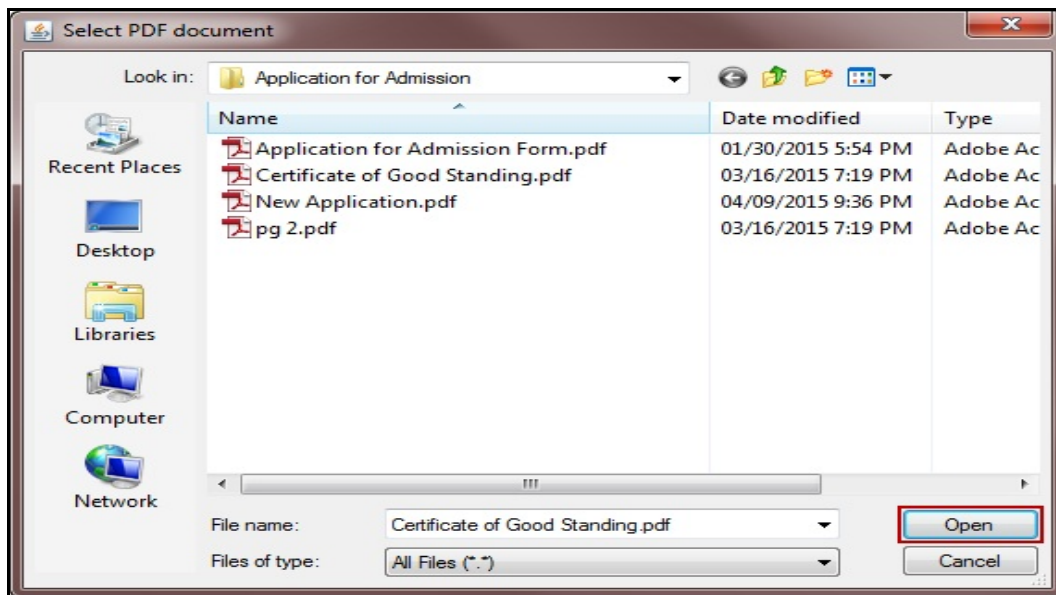 Select PDF document
Look in: Application for Admission
Name Date modified Type
Application for Admission Form.pdf 01/30/2015 5:54 PM Adobe Ac
Certificate of Good Standing.pdf 03/16/2015 7:19 PM Adobe Ac
New Application.pdf 04/09/2015 9:36 PM Adobe Ac
pg 2.pdf 03/16/2015 7:19 PM Adobe Ac
Recent Places
Desktop
Libraries
Computer
Network
File name: Certificate of Good Standing.pdf Open
Files of type: All Files (*.*) Cancel